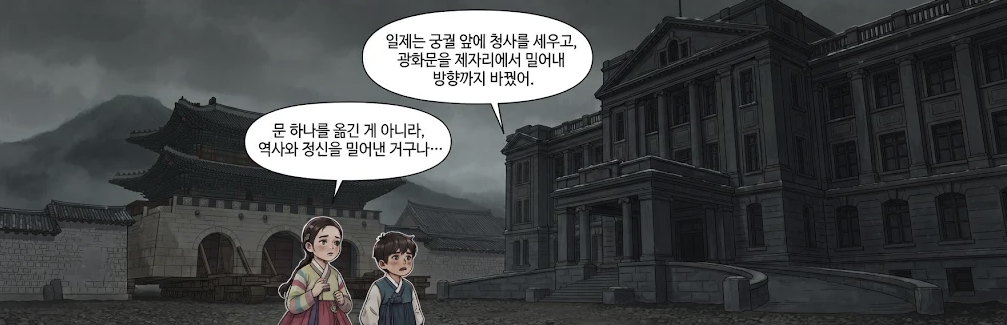 일제는 궁궐 앞에 청사를 세우고,
광화문을 제자리에서 밀어내
방향까지 바꿨어.
문 하나를 옮긴 게 아니라,
역사와 정신을 밀어낸 거구나…